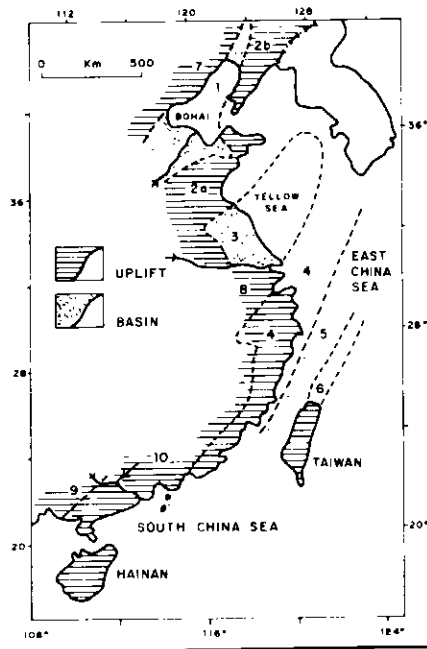 112 120 128
7
2b
0 Km 500
1
BOHAI
36°
2a
36
YELLOW
SEA
3
UPLIFT
4
EAST
CHINA
SEA
8
BASIN
4
5
28°
28
6
TAIWAN
10
9
SOUTH CHINA SEA
20°
20
HAINAN
108° 116° 124°